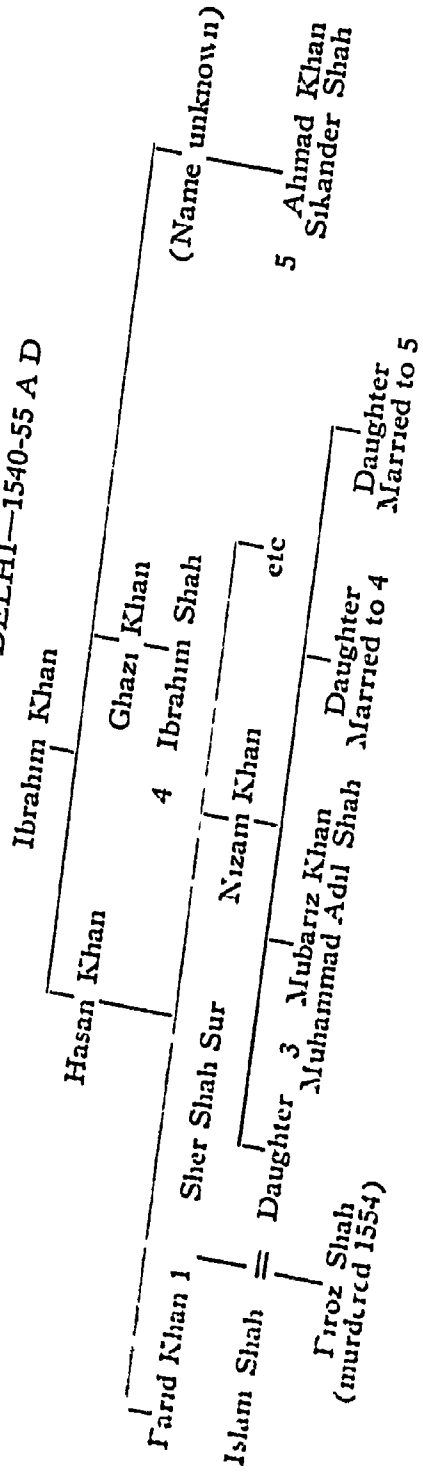 DELHI—1540-55 A D
Ibrahim Khan
Hasan Khan
Ghazi Khan
(Name unknown)
4 Ibrahim Shah
5 Ahmad Khan
Sikander Shah
Farid Khan 1 Sher Shah Sur
Nizam Khan
etc
Islam Shah = Daughter
3 Mubariz Khan
Muhammad Adil Shah
Daughter
Married to 4
Daughter
Married to 5
Firoz Shah
(murdered 1554)